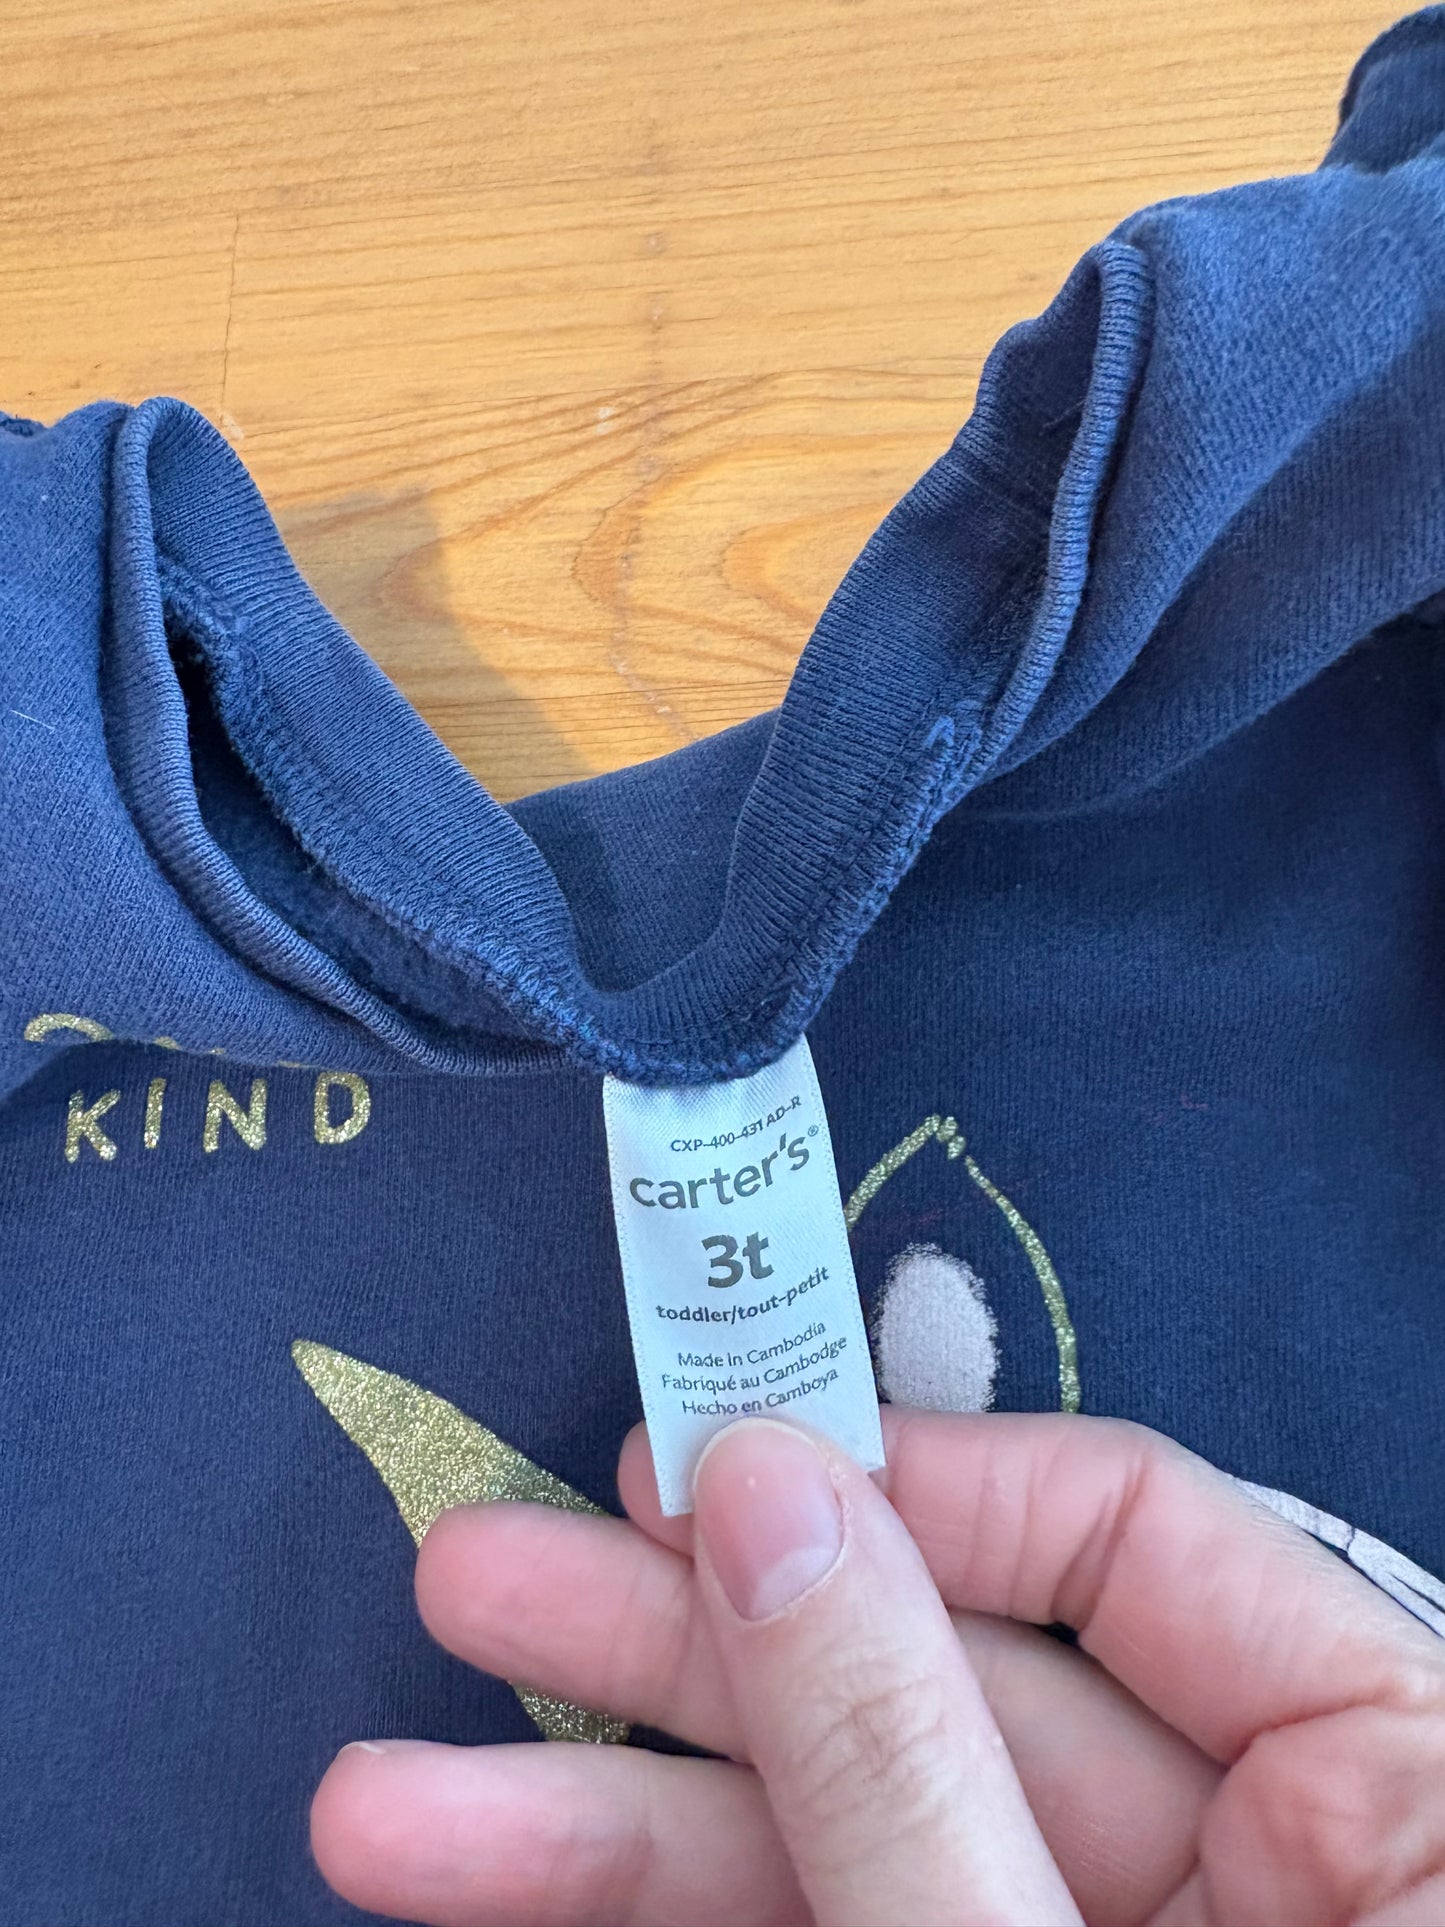 KIND
CXP-400-431 AD-R
carter's®
3t
toddler/tout-petit
Made In Cambodia
Fabriqué au Cambodge
Hecho en Camboya